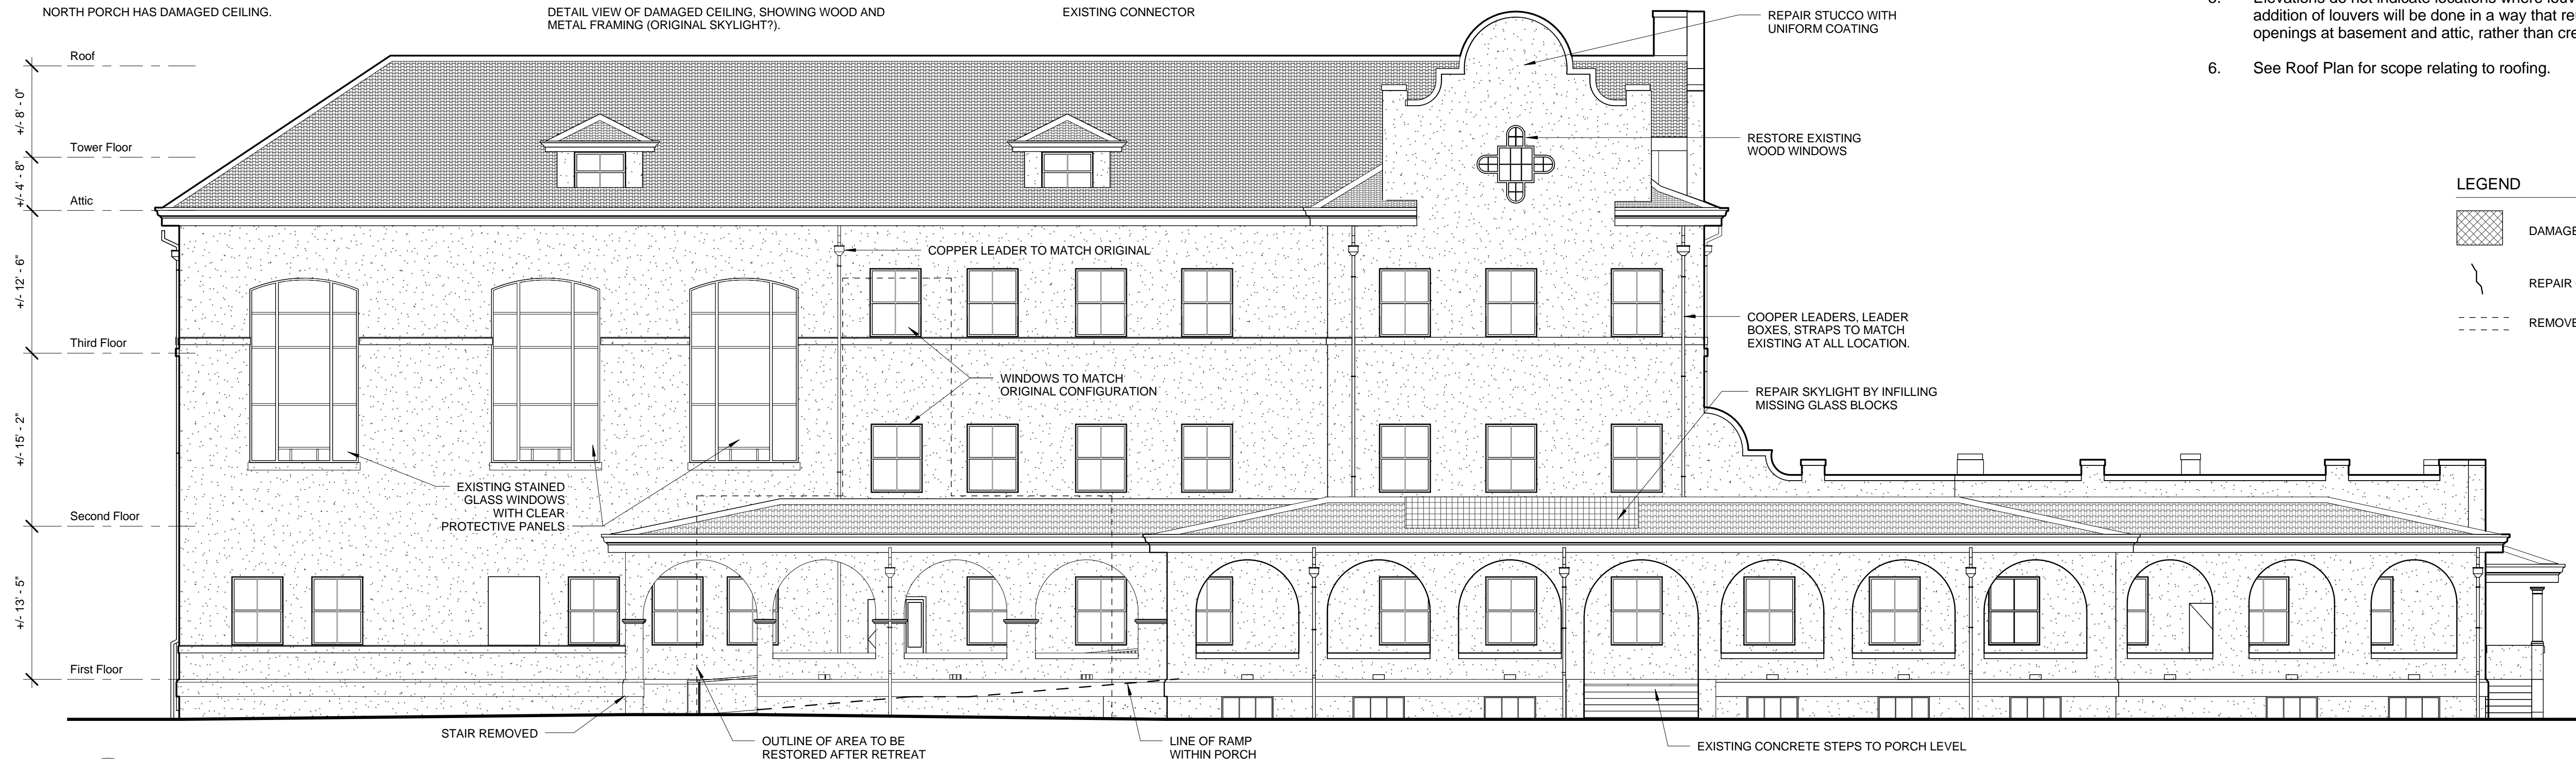 NORTH PORCH HAS DAMAGED CEILING.
DETAIL VIEW OF DAMAGED CEILING, SHOWING WOOD AND
METAL FRAMING (ORIGINAL SKYLIGHT?).
EXISTING CONNECTOR
addition of louvers will be done in a way that re
openings at basement and attic, rather than cre
6. See Roof Plan for scope relating to roofing.
REPAIR STUCCO WITH
UNIFORM COATING
RESTORE EXISTING
WOOD WINDOWS
LEGEND
DAMAGE
REPAIR
REMOVE
Roof
+/- 8' - 0"
Tower Floor
+/- 4' - 8"
Attic
+/- 12' - 6"
Third Floor
+/- 15' - 2"
Second Floor
+/- 13' - 5"
First Floor
COPPER LEADER TO MATCH ORIGINAL
COOPER LEADERS, LEADER
BOXES, STRAPS TO MATCH
EXISTING AT ALL LOCATION.
WINDOWS TO MATCH
ORIGINAL CONFIGURATION
REPAIR SKYLIGHT BY INFILLING
MISSING GLASS BLOCKS
EXISTING STAINED
GLASS WINDOWS
WITH CLEAR
PROTECTIVE PANELS
STAIR REMOVED
OUTLINE OF AREA TO BE
RESTORED AFTER RETREAT
LINE OF RAMP
WITHIN PORCH
EXISTING CONCRETE STEPS TO PORCH LEVEL